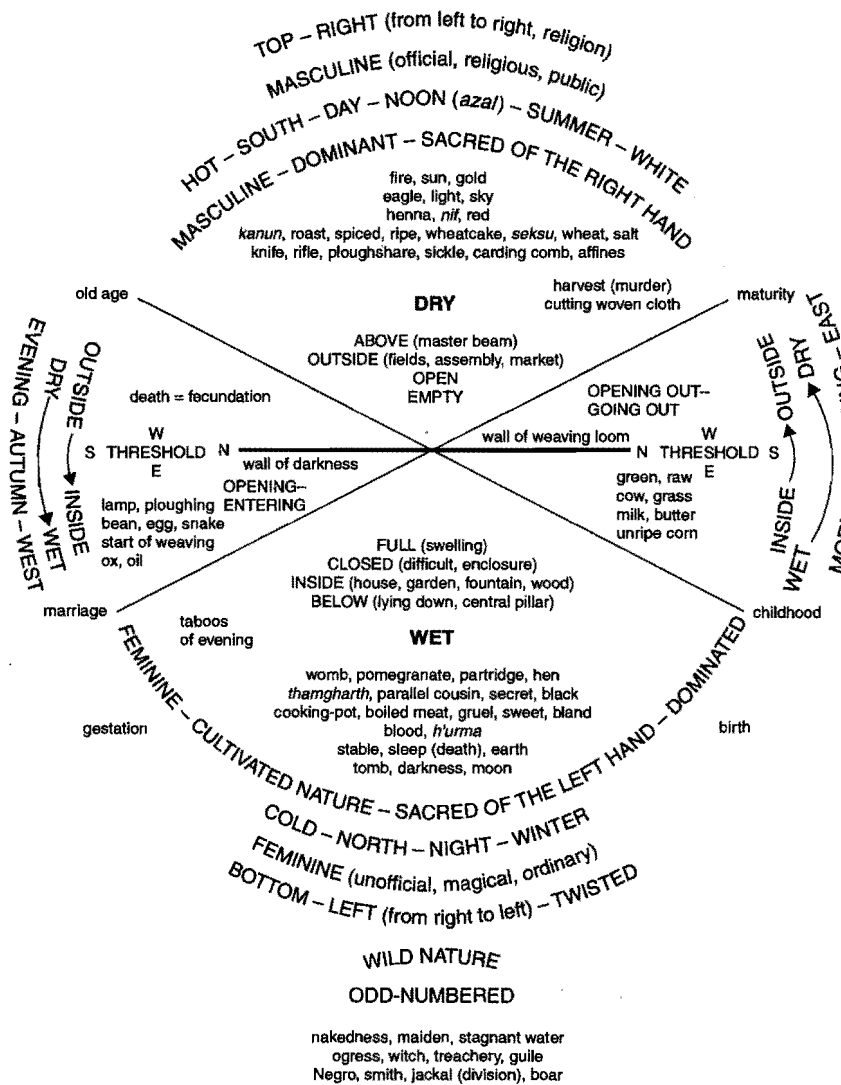 TOP – RIGHT (from left to right, religion)
MASCULINE (official, religious, public)
HOT – SOUTH – DAY – NOON (azal) – SUMMER – WHITE
MASCULINE – DOMINANT – SACRED OF THE RIGHT HAND
fire, sun, gold
eagle, light, sky
henna, nif, red
kanun, roast, spiced, ripe, wheatcake, seksu, wheat, salt
knife, rifle, ploughshare, sickle, carding comb, affines
old age
DRY
harvest (murder)
cutting woven cloth
maturity
ABOVE (master beam)
OUTSIDE (fields, assembly, market)
OPEN
EMPTY
EVENING – AUTUMN – WEST
DRY
WET
OUTSIDE
INSIDE
death = fecundation
W
S THRESHOLD N
E
wall of darkness
OPENING–
ENTERING
lamp, ploughing
bean, egg, snake
start of weaving
ox, oil
OPENING OUT–
GOING OUT
wall of weaving loom
W
N THRESHOLD S
E
green, raw
cow, grass
milk, butter
unripe corn
OUTSIDE
INSIDE
DRY
WET
EAST
FULL (swelling)
CLOSED (difficult, enclosure)
INSIDE (house, garden, fountain, wood)
BELOW (lying down, central pillar)
marriage
childhood
taboos
of evening
WET
womb, pomegranate, partridge, hen
thamgharth, parallel cousin, secret, black
cooking-pot, boiled meat, gruel, sweet, bland
blood, h'urma
stable, sleep (death), earth
tomb, darkness, moon
gestation
birth
FEMININE – CULTIVATED NATURE – SACRED OF THE LEFT HAND – DOMINATED
COLD – NORTH – NIGHT – WINTER
FEMININE (unofficial, magical, ordinary)
BOTTOM – LEFT (from right to left) – TWISTED
WILD NATURE
ODD-NUMBERED
nakedness, maiden, stagnant water
ogress, witch, treachery, guile
Negro, smith, jackal (division), boar